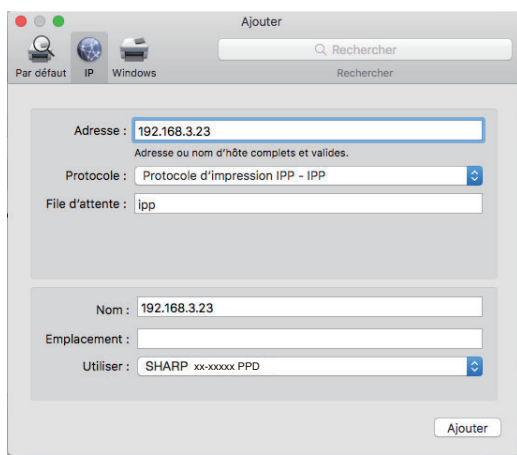 Ajouter
Rechercher
Par défaut IP Windows Rechercher
Adresse : 192.168.3.23
Adresse ou nom d'hôte complets et valides.
Protocole : Protocole d'impression IPP - IPP
File d'attente : ipp
Nom : 192.168.3.23
Emplacement :
Utiliser : SHARP xx-xxxxx PPD
Ajouter